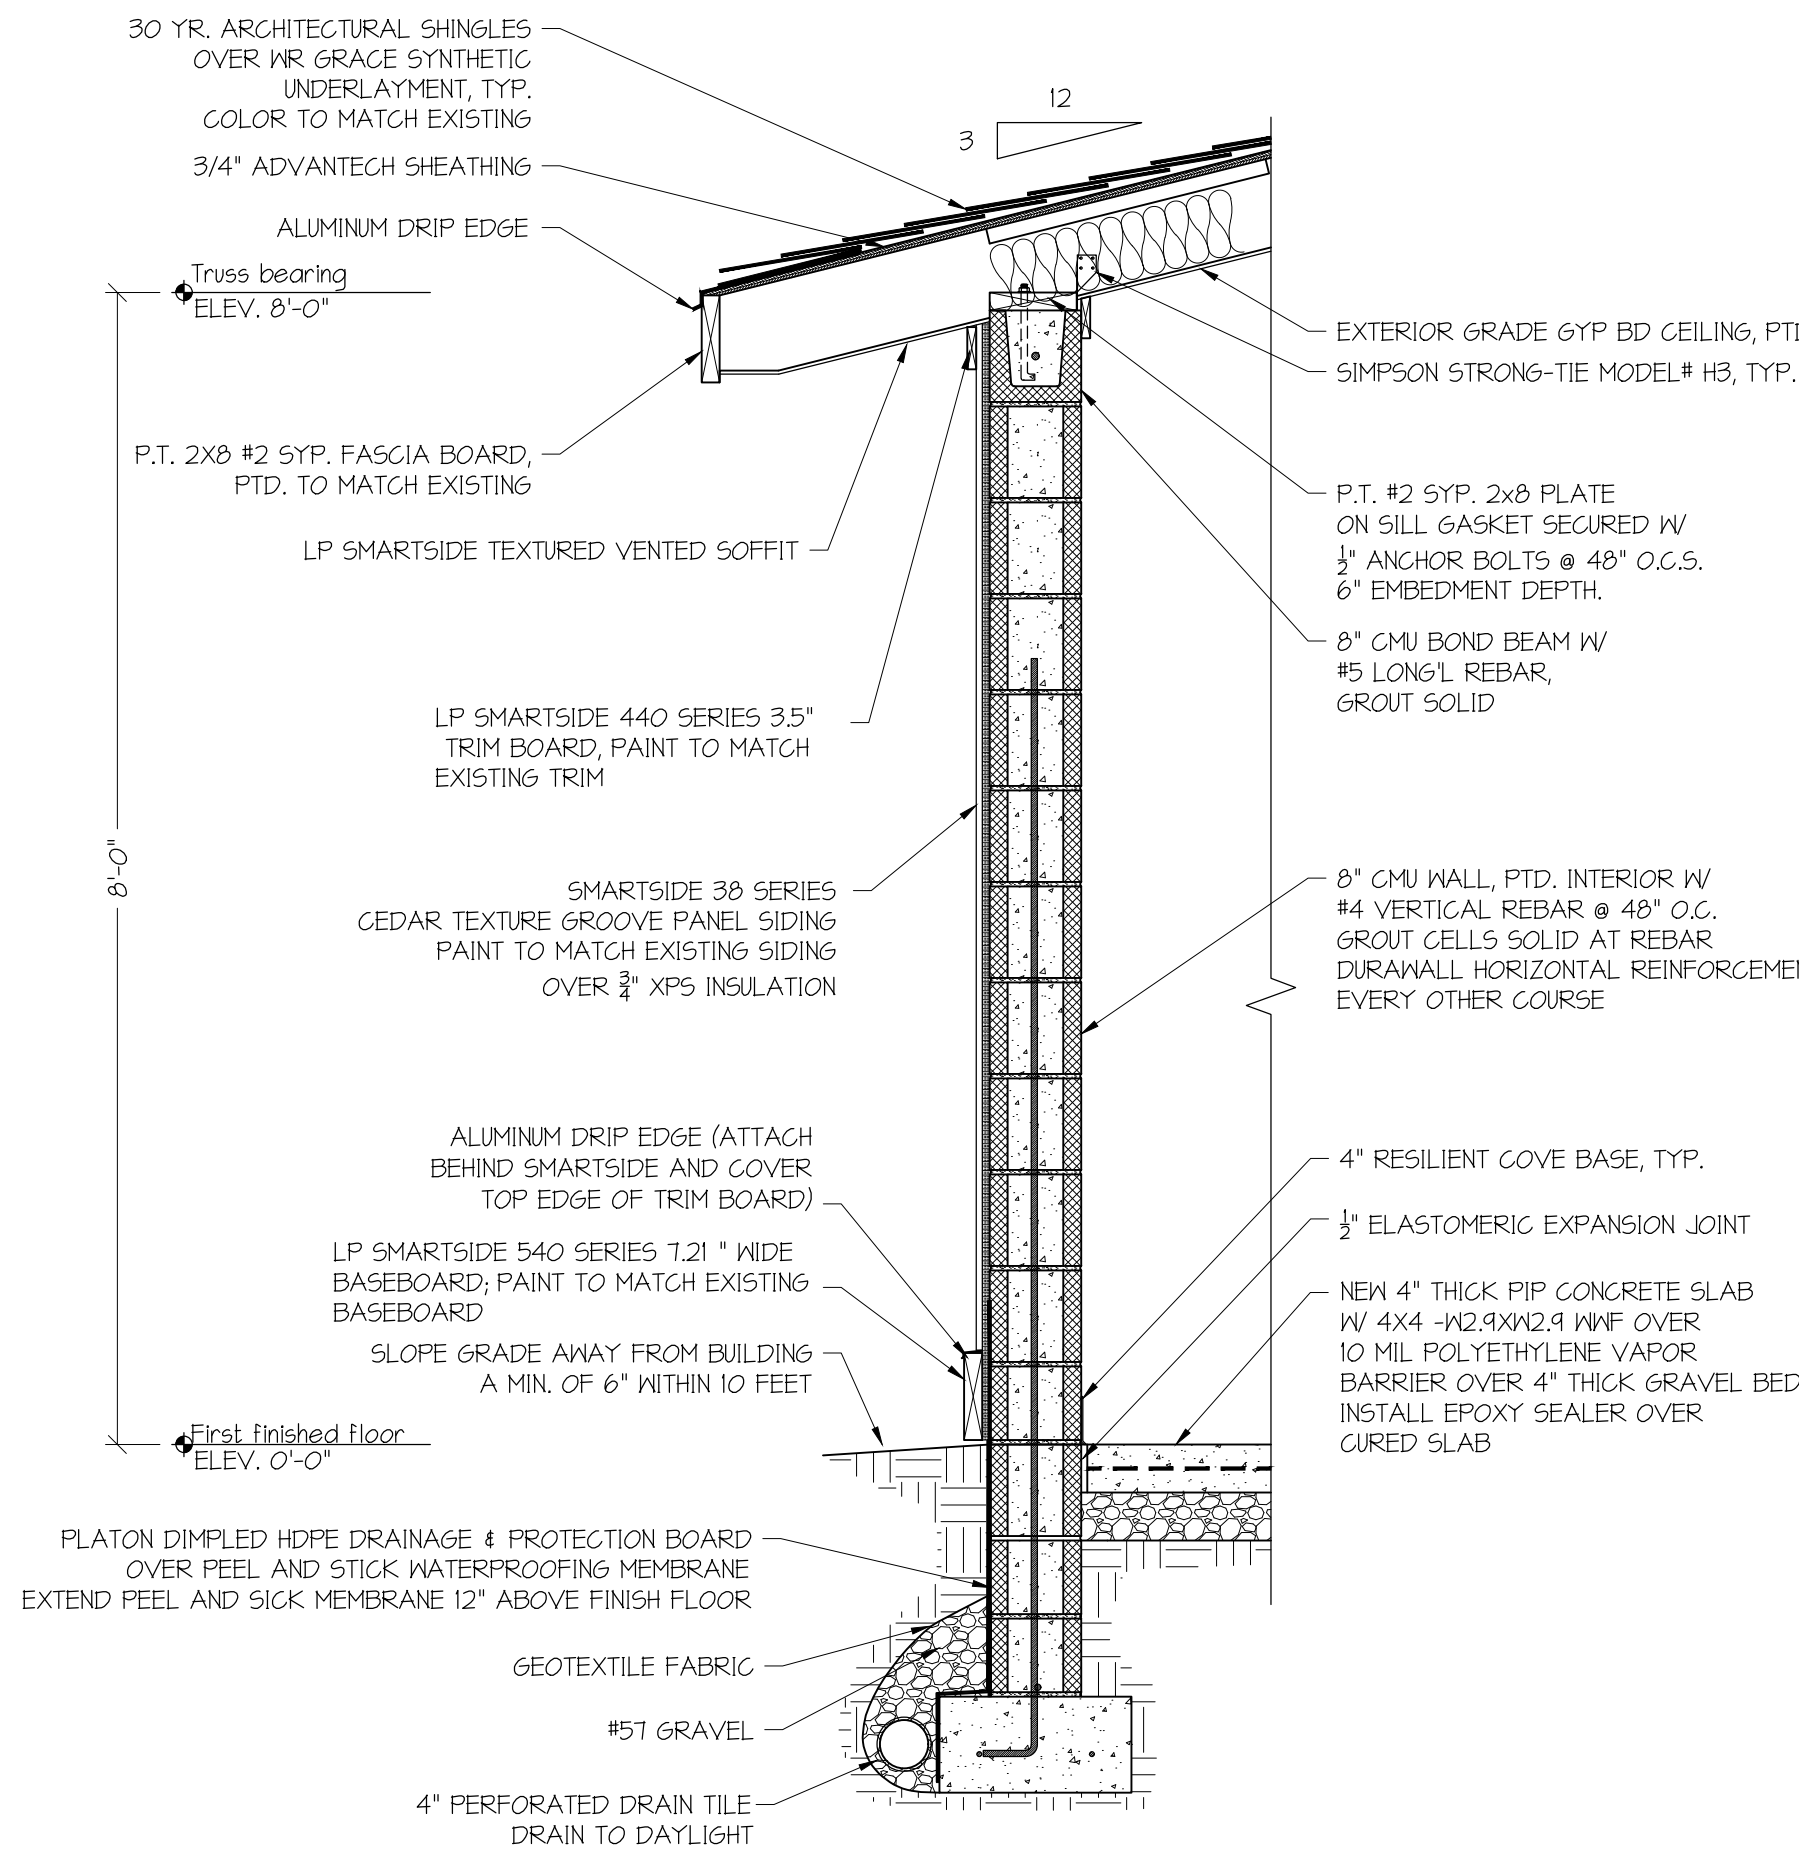 30 YR. ARCHITECTURAL SHINGLES
OVER WR GRACE SYNTHETIC
UNDERLAYMENT, TYP.
COLOR TO MATCH EXISTING
3/4" ADVANTECH SHEATHING
ALUMINUM DRIP EDGE
12
3
Truss bearing
ELEV. 8'-0"
P.T. 2X8 #2 SYP. FASCIA BOARD,
PTD. TO MATCH EXISTING
LP SMARTSIDE TEXTURED VENTED SOFFIT
LP SMARTSIDE 440 SERIES 3.5"
TRIM BOARD, PAINT TO MATCH
EXISTING TRIM
8'-0"
SMARTSIDE 38 SERIES
CEDAR TEXTURE GROOVE PANEL SIDING
PAINT TO MATCH EXISTING SIDING
OVER 3/4" XPS INSULATION
ALUMINUM DRIP EDGE (ATTACH
BEHIND SMARTSIDE AND COVER
TOP EDGE OF TRIM BOARD)
LP SMARTSIDE 540 SERIES 7.21 " WIDE
BASEBOARD; PAINT TO MATCH EXISTING
BASEBOARD
SLOPE GRADE AWAY FROM BUILDING
A MIN. OF 6" WITHIN 10 FEET
First finished floor
ELEV. 0'-0"
PLATON DIMPLED HDPE DRAINAGE & PROTECTION BOARD
OVER PEEL AND STICK WATERPROOFING MEMBRANE
EXTEND PEEL AND SICK MEMBRANE 12" ABOVE FINISH FLOOR
GEOTEXTILE FABRIC
#57 GRAVEL
4" PERFORATED DRAIN TILE
DRAIN TO DAYLIGHT
EXTERIOR GRADE GYP BD CEILING, PTD
SIMPSON STRONG-TIE MODEL# H3, TYP.
P.T. #2 SYP. 2x8 PLATE
ON SILL GASKET SECURED W/
1/2" ANCHOR BOLTS @ 48" O.C.S.
6" EMBEDMENT DEPTH.
8" CMU BOND BEAM W/
#5 LONG'L REBAR,
GROUT SOLID
8" CMU WALL, PTD. INTERIOR W/
#4 VERTICAL REBAR @ 48" O.C.
GROUT CELLS SOLID AT REBAR
DURAWALL HORIZONTAL REINFORCEMEN
EVERY OTHER COURSE
4" RESILIENT COVE BASE, TYP.
1/2" ELASTOMERIC EXPANSION JOINT
NEW 4" THICK PIP CONCRETE SLAB
W/ 4X4 -W2.9XW2.9 WWF OVER
10 MIL POLYETHYLENE VAPOR
BARRIER OVER 4" THICK GRAVEL BED
INSTALL EPOXY SEALER OVER
CURED SLAB